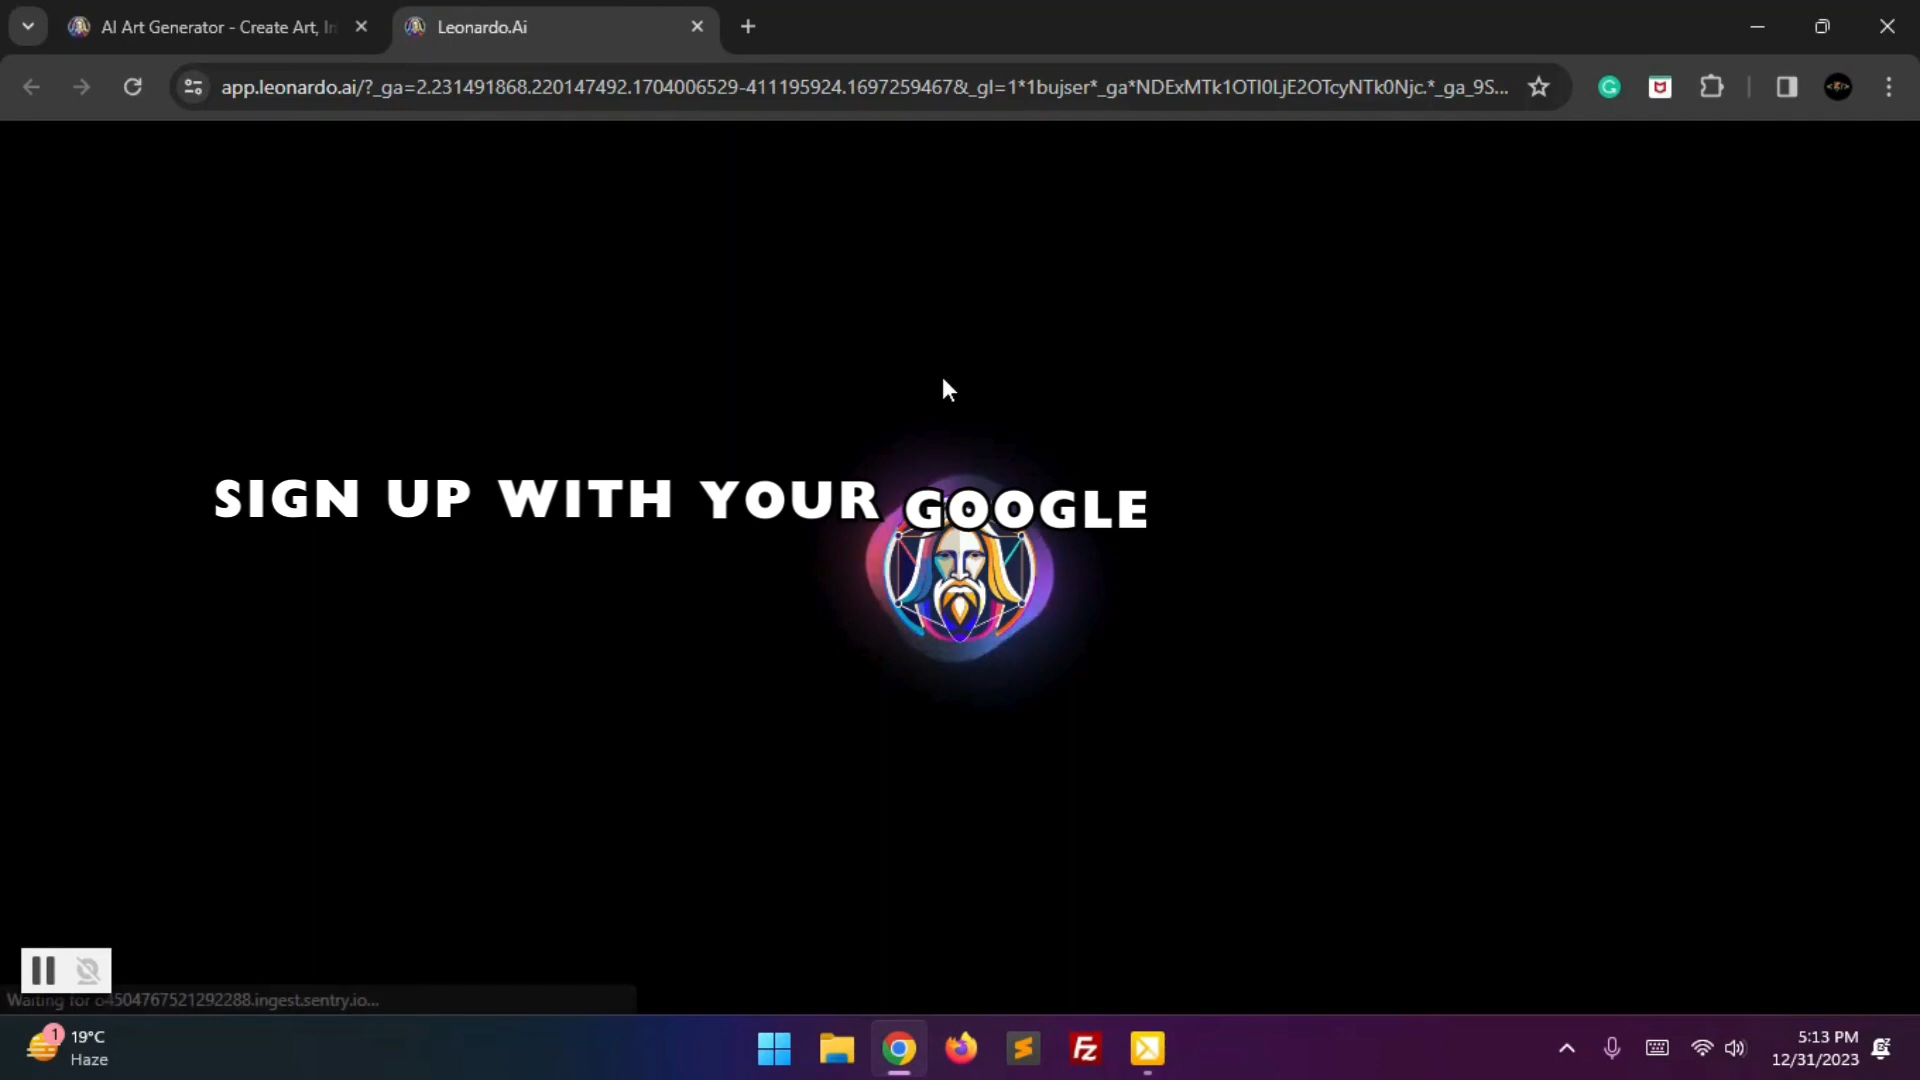 AI Art Generator - Create Art, In
Leonardo.Ai
app.leonardo.ai/?_ga=2.231491868.220147492.1704006529-411195924.1697259467&_gl=1*1bujser*_ga*NDExMTk1OTI0LjE2OTcyNTk0Njc.*_ga_9S...
SIGN UP WITH YOUR GOOGLE
Waiting for o4504767521292288.ingest.sentry.io...
1
19°C
Haze
Fz
5:13 PM
12/31/2023